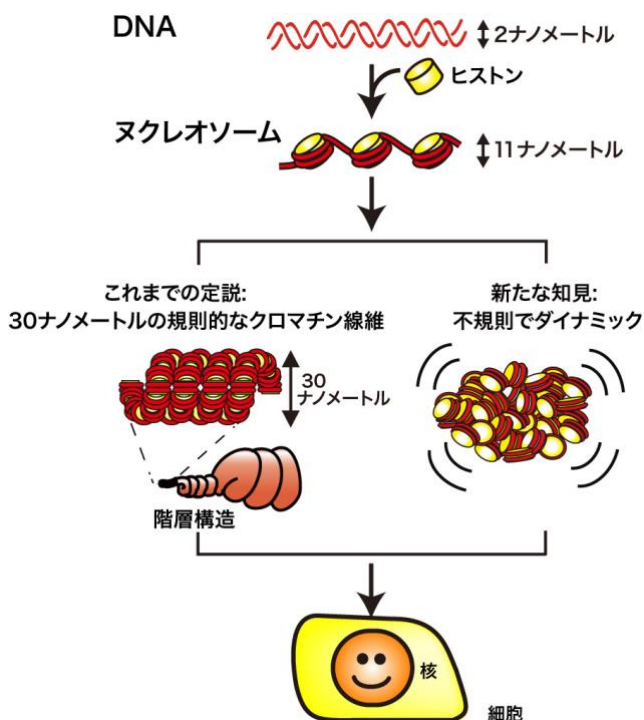 DNA
2ナノメートル
ヒストン
ヌクレオソーム
11ナノメートル
これまでの定説:
30ナノメートルの規則的なクロマチン線維
新たな知見:
不規則でダイナミック
30
ナノメートル
階層構造
核
細胞